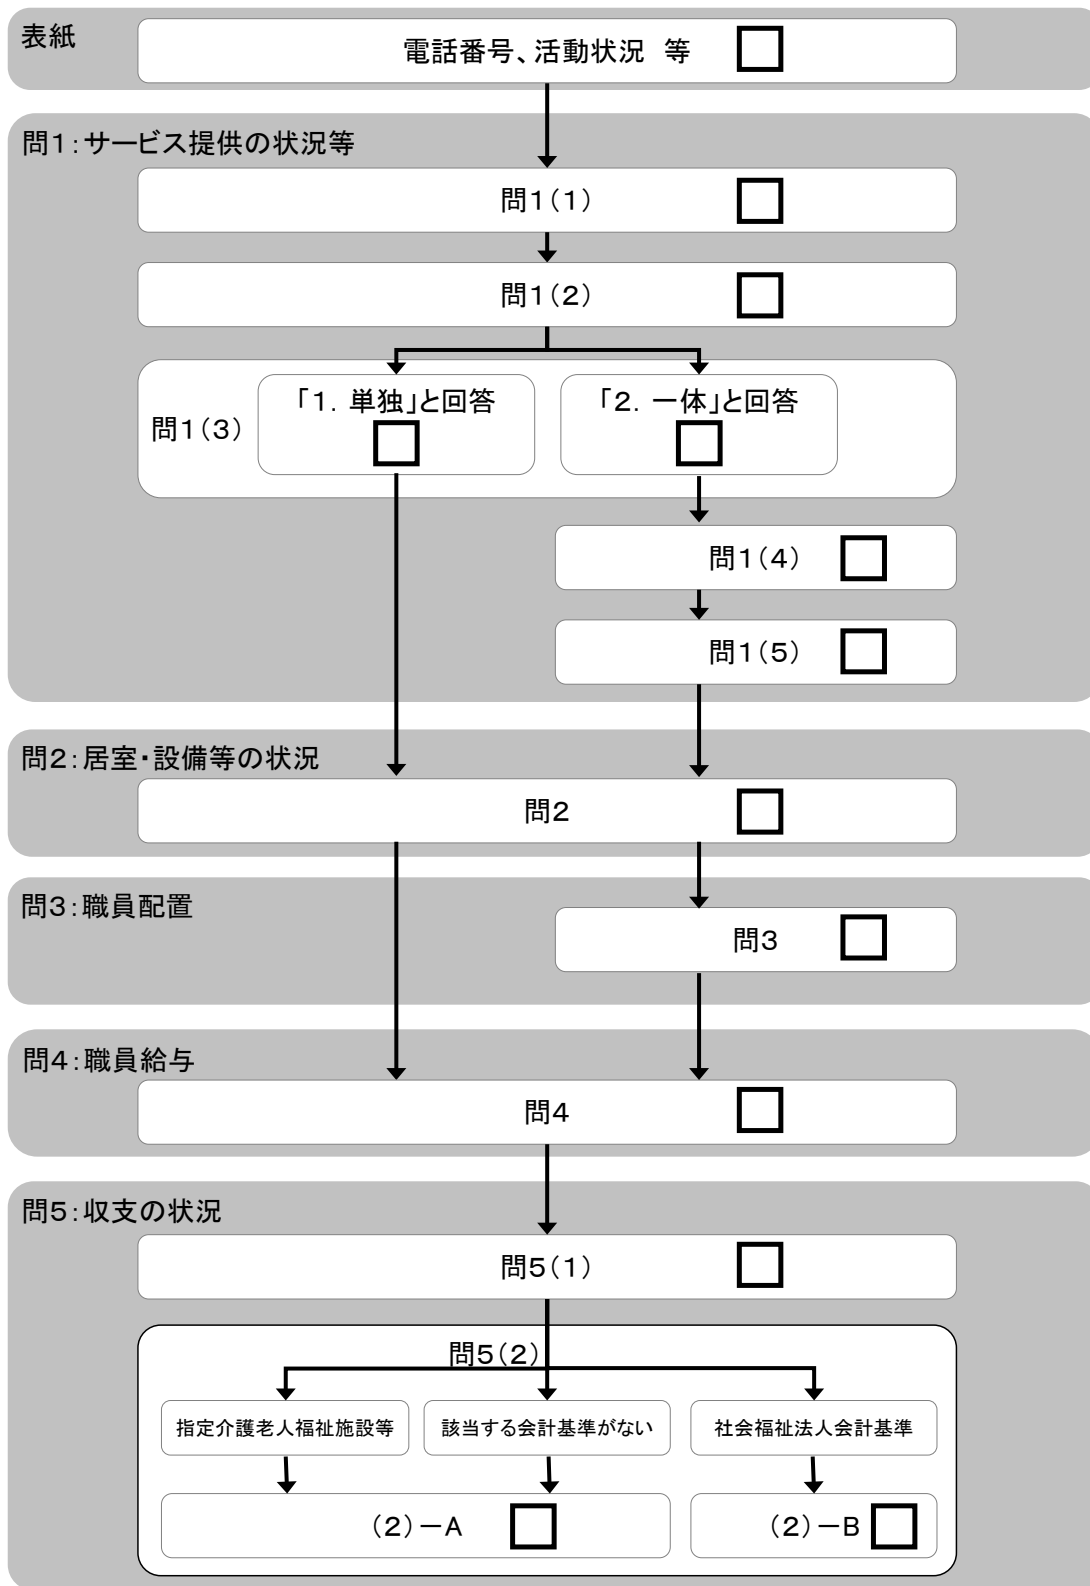 表紙
電話番号、活動状況 等
問1：サービス提供の状況等
問1（1）
問1（2）
問1（3）
「1．単独」と回答
「2．一体」と回答
問1（4）
問1（5）
問2：居室・設備等の状況
問2
問3：職員配置
問3
問4：職員給与
問4
問5：収支の状況
問5（1）
問5（2）
指定介護老人福祉施設等
該当する会計基準がない
社会福祉法人会計基準
（2）－A
（2）－B